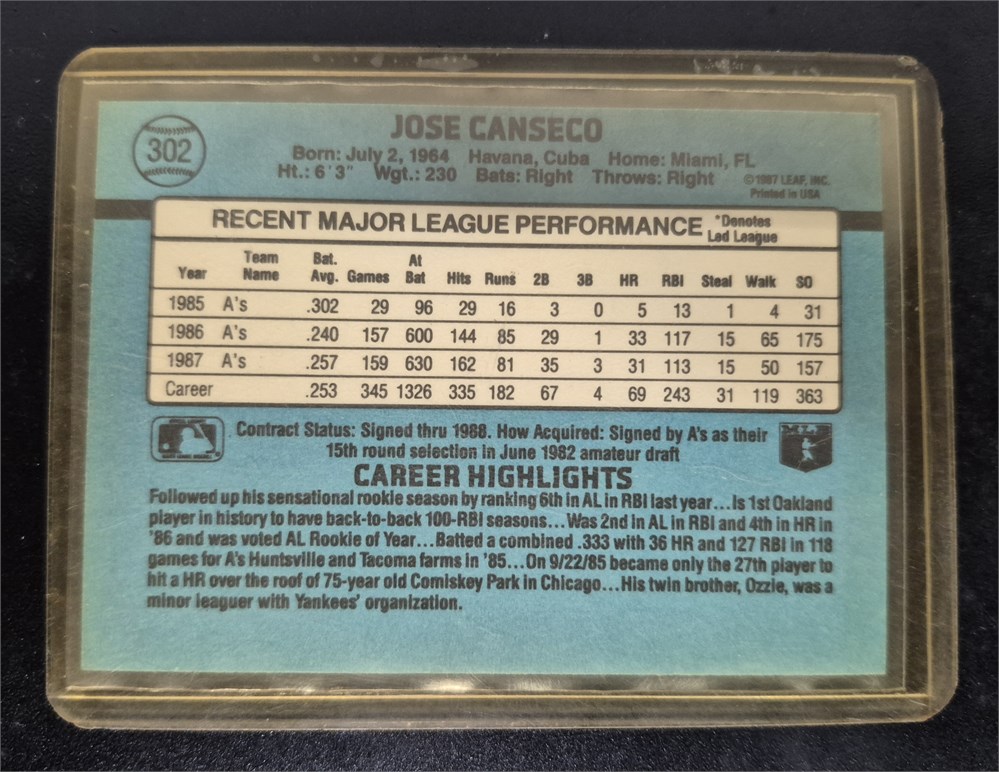 302
JOSE CANSECO
Born: July 2, 1964 Havana, Cuba Home: Miami, FL
Ht.: 6'3" Wgt.: 230 Bats: Right Throws: Right
©1987 LEAF, INC.
Printed in USA
RECENT MAJOR LEAGUE PERFORMANCE
*Denotes
Led League
Year Team Name Bat. Avg. Games At Bat Hits Runs 2B 3B HR RBI Steal Walk SO
1985 A's .302 29 96 29 16 3 0 5 13 1 4 31
1986 A's .240 157 600 144 85 29 1 33 117 15 65 175
1987 A's .257 159 630 162 81 35 3 31 113 15 50 157
Career .253 345 1326 335 182 67 4 69 243 31 119 363
Contract Status: Signed thru 1988. How Acquired: Signed by A's as their
15th round selection in June 1982 amateur draft
CAREER HIGHLIGHTS
Followed up his sensational rookie season by ranking 6th in AL in RBI last year...Is 1st Oakland
player in history to have back-to-back 100-RBI seasons...Was 2nd in AL in RBI and 4th in HR in
'86 and was voted AL Rookie of Year...Batted a combined .333 with 36 HR and 127 RBI in 118
games for A's Huntsville and Tacoma farms in '85...On 9/22/85 became only the 27th player to
hit a HR over the roof of 75-year old Comiskey Park in Chicago...His twin brother, Ozzie, was a
minor leaguer with Yankees' organization.